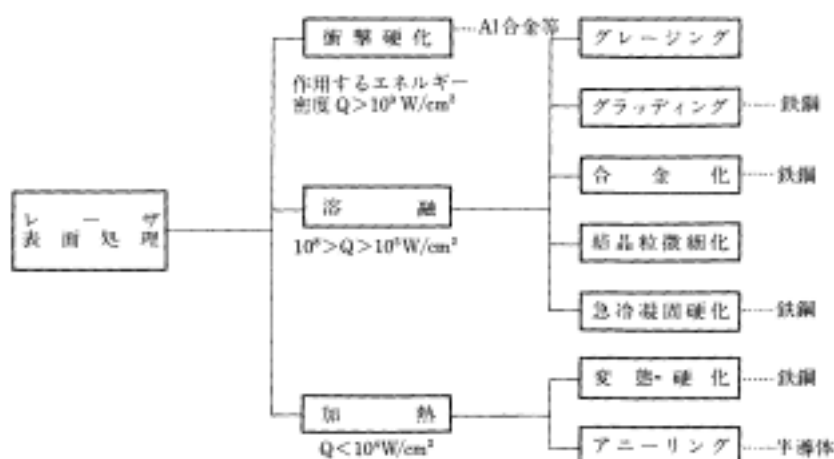 衝撃硬化
Al合金等
作用するエネルギー
密度 Q>10⁹ W/cm²
レーザ
表面処理
溶融
10⁸>Q>10⁵W/cm²
加熱
Q<10⁴W/cm²
グレージング
グラッディング
鉄鋼
合金化
鉄鋼
結晶粒微細化
急冷凝固硬化
鉄鋼
変態・硬化
鉄鋼
アニーリング
半導体